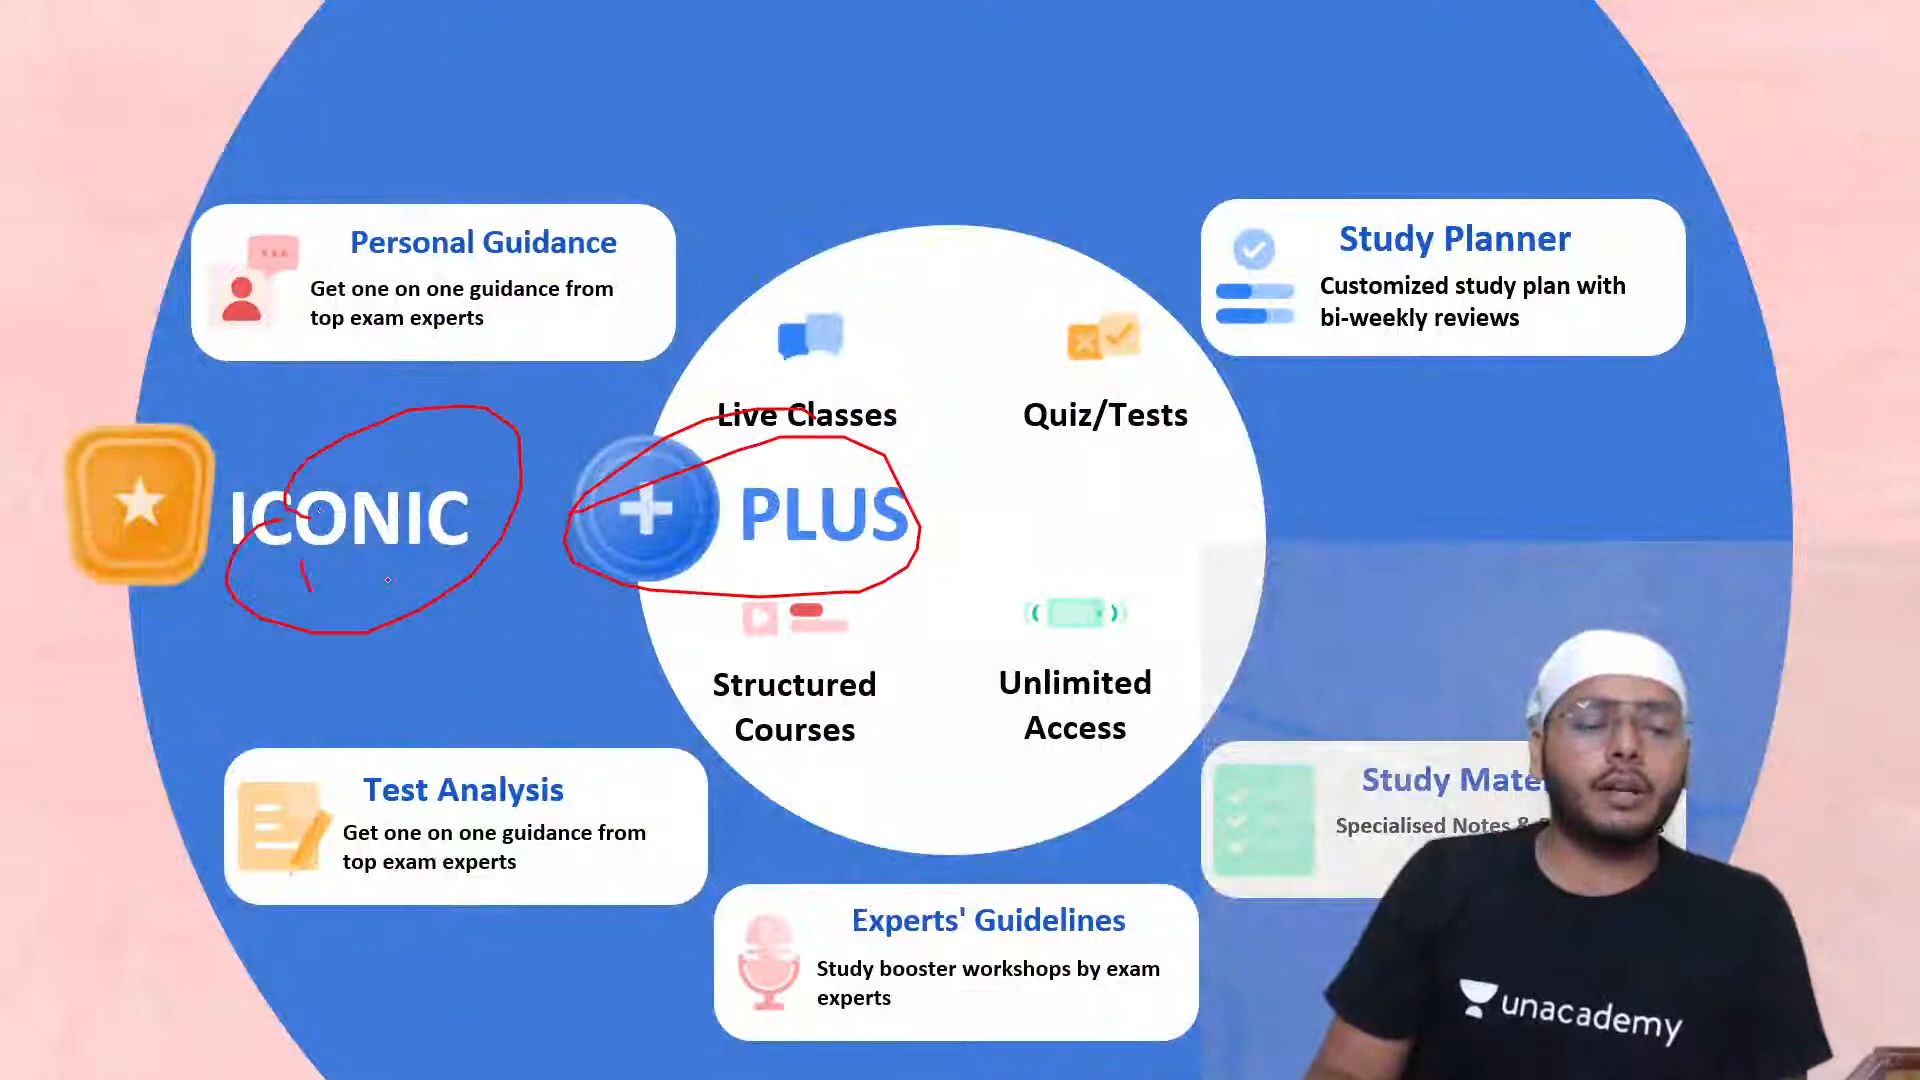 Personal Guidance
Get one on one guidance from
top exam experts
Study Planner
Customized study plan with
bi-weekly reviews
Live Classes
Quiz/Tests
ICONIC
PLUS
Structured
Courses
Unlimited
Access
Test Analysis
Get one on one guidance from
top exam experts
Study
Specialised Notes &
Experts' Guidelines
Study booster workshops by exam
experts
unacademy